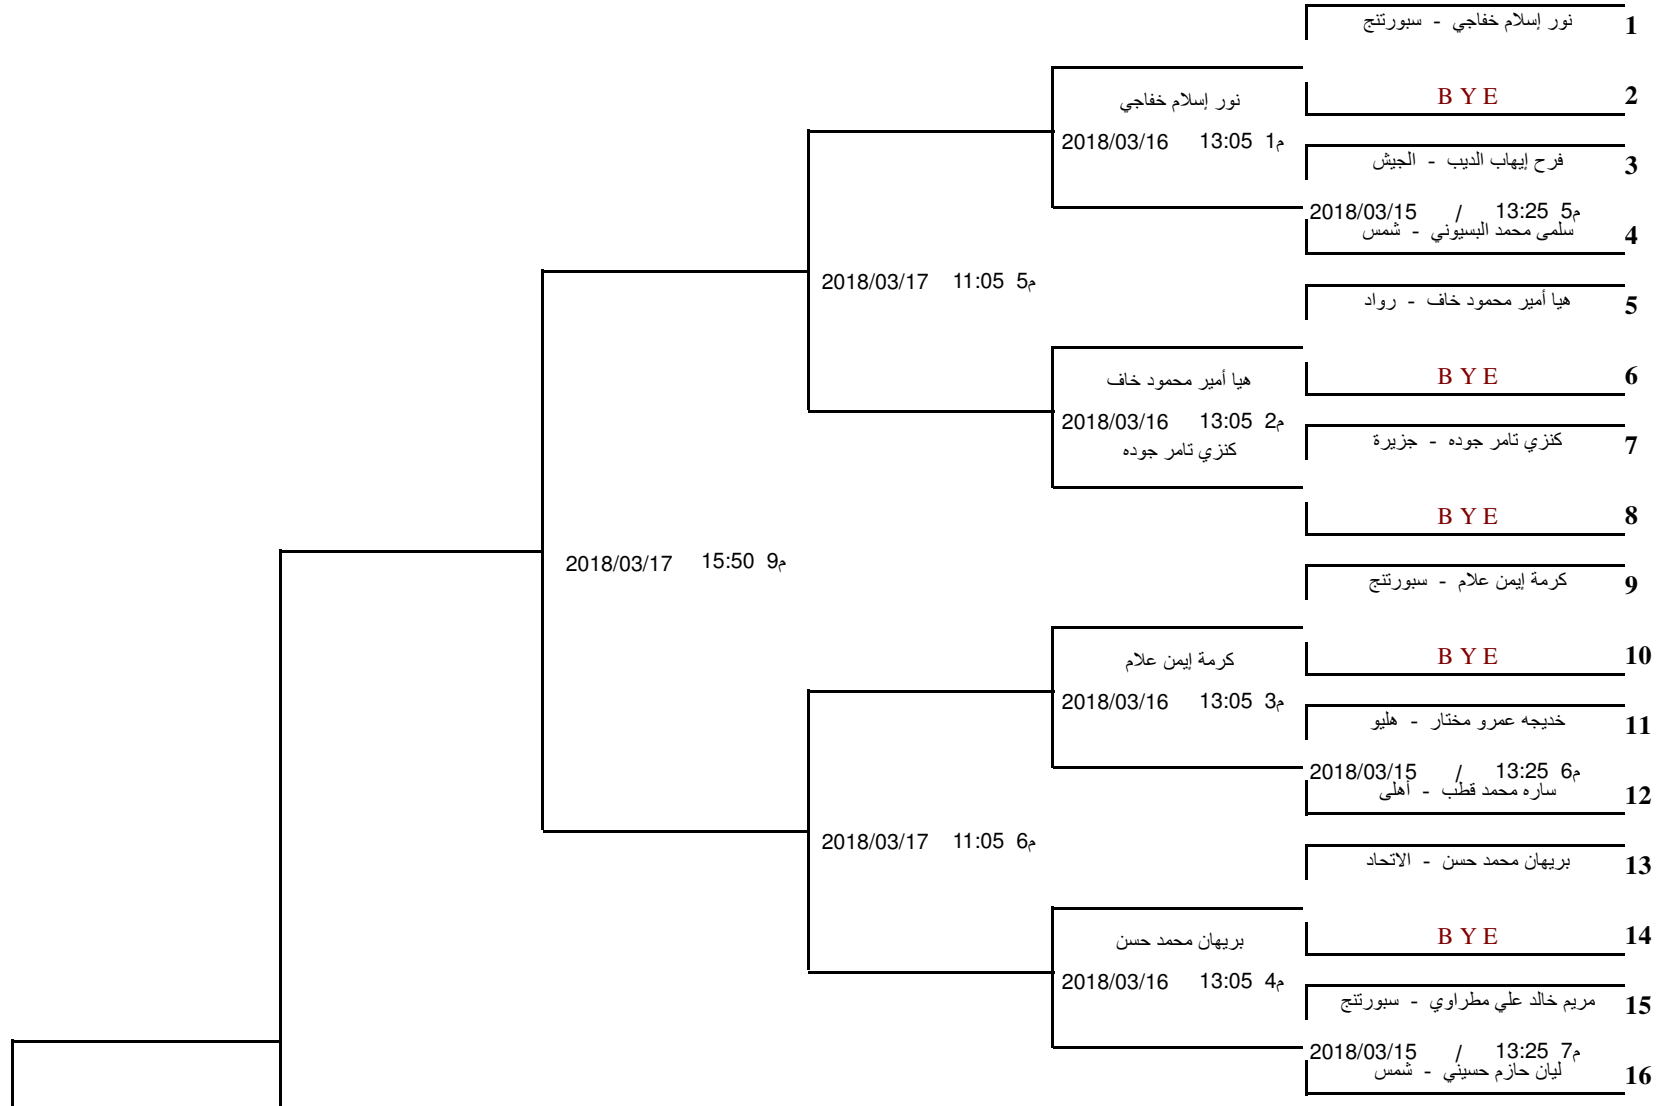 نور إسلام خفاجي - سبورتنج 1
B Y E 2
نور إسلام خفاجي
2018/03/16 13:05 م1
فرح إيهاب الديب - الجيش 3
2018/03/15 / 13:25 م5
سلمى محمد البسيوني - شمس 4
2018/03/17 11:05 م5
هيا أمير محمود خاف - رواد 5
B Y E 6
هيا أمير محمود خاف
2018/03/16 13:05 م2
كنزي تامر جوده
كنزي تامر جوده - جزيرة 7
B Y E 8
2018/03/17 15:50 م9
كرمة إيمن علام - سبورتنج 9
B Y E 10
كرمة إيمن علام
2018/03/16 13:05 م3
خديجه عمرو مختار - هليو 11
2018/03/15 / 13:25 م6
ساره محمد قطب - أهلى 12
2018/03/17 11:05 م6
بريهان محمد حسن - الاتحاد 13
B Y E 14
بريهان محمد حسن
2018/03/16 13:05 م4
مريم خالد علي مطراوي - سبورتنج 15
2018/03/15 / 13:25 م7
ليان حازم حسيني - شمس 16